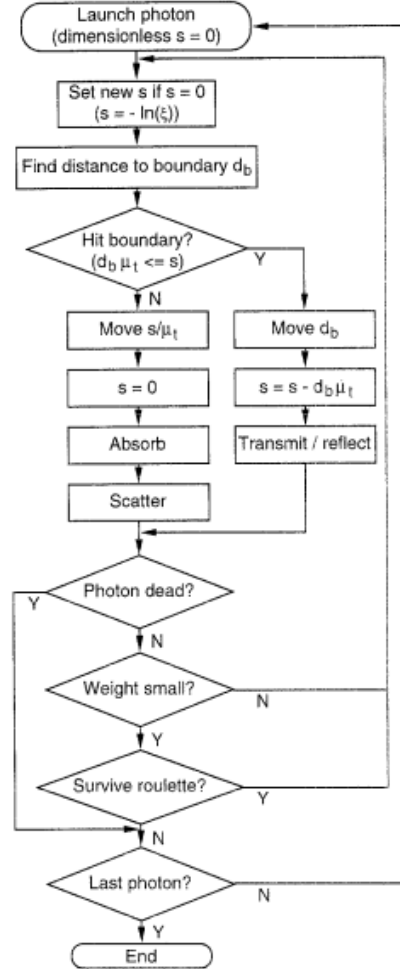 Launch photon
(dimensionless s = 0)
Set new s if s = 0
(s = - ln(ξ))
Find distance to boundary d_b
Hit boundary?
(d_b μ_t <= s)
Y
N
Move s/μ_t
Move d_b
s = 0
s = s - d_b μ_t
Absorb
Transmit / reflect
Scatter
Photon dead?
Y
N
Weight small?
N
Y
Survive roulette?
Y
N
Last photon?
N
Y
End